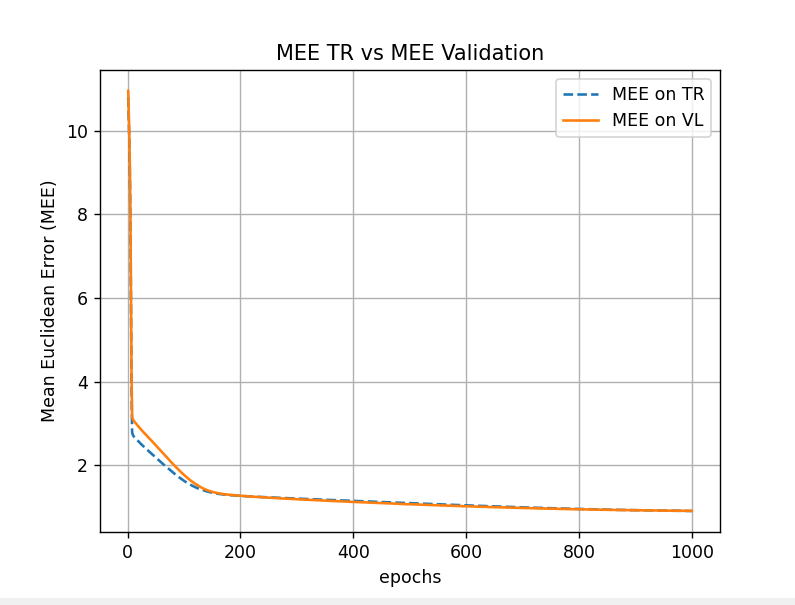 MEE TR vs MEE Validation
MEE on TR
MEE on VL
Mean Euclidean Error (MEE)
10
8
6
4
2
0 200 400 600 800 1000
epochs